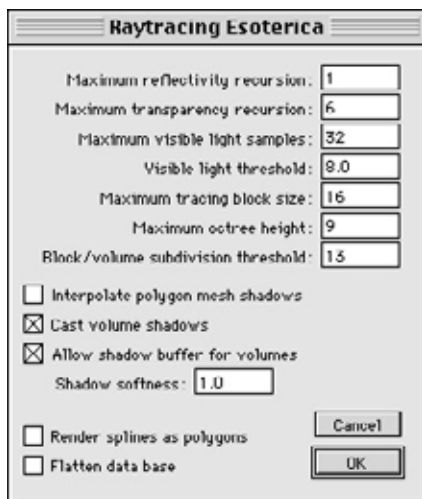 Raytracing Esoterica
Maximum reflectivity recursion: 1
Maximum transparency recursion: 6
Maximum visible light samples: 32
Visible light threshold: 8.0
Maximum tracing block size: 16
Maximum octree height: 9
Block/volume subdivision threshold: 13
Interpolate polygon mesh shadows
Cast volume shadows
Allow shadow buffer for volumes
Shadow softness: 1.0
Render splines as polygons
Cancel
Flatten data base
OK